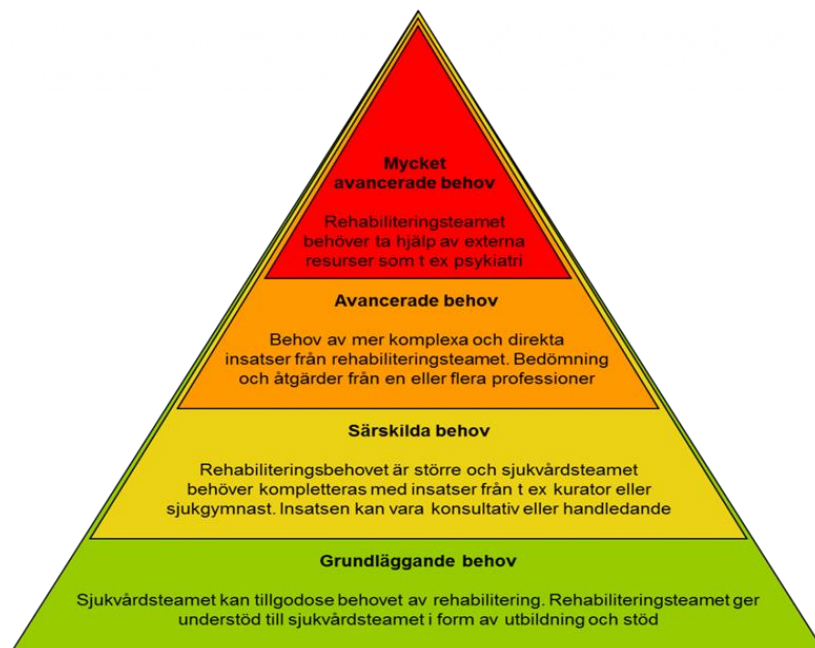 Mycket
avancerade behov
Rehabiliteringsteamet
behöver ta hjälp av externa
resurser som t ex psykiatri
Avancerade behov
Behov av mer komplexa och direkta
insatser från rehabiliteringsteamet. Bedömning
och åtgärder från en eller flera professioner
Särskilda behov
Rehabiliteringsbehovet är större och sjukvårdsteamet
behöver kompletteras med insatser från t ex kurator eller
sjukgymnast. Insatsen kan vara konsultativ eller handledande
Grundläggande behov
Sjukvårdsteamet kan tillgodose behovet av rehabilitering. Rehabiliteringsteamet ger
understöd till sjukvårdsteamet i form av utbildning och stöd